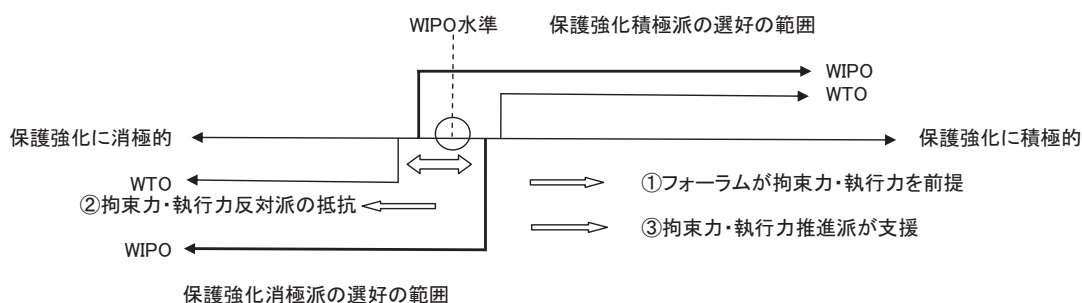 WIPO水準
保護強化積極派の選好の範囲
WIPO
WTO
保護強化に消極的
保護強化に積極的
WTO
①フォーラムが拘束力・執行力を前提
②拘束力・執行力反対派の抵抗
③拘束力・執行力推進派が支援
WIPO
保護強化消極派の選好の範囲